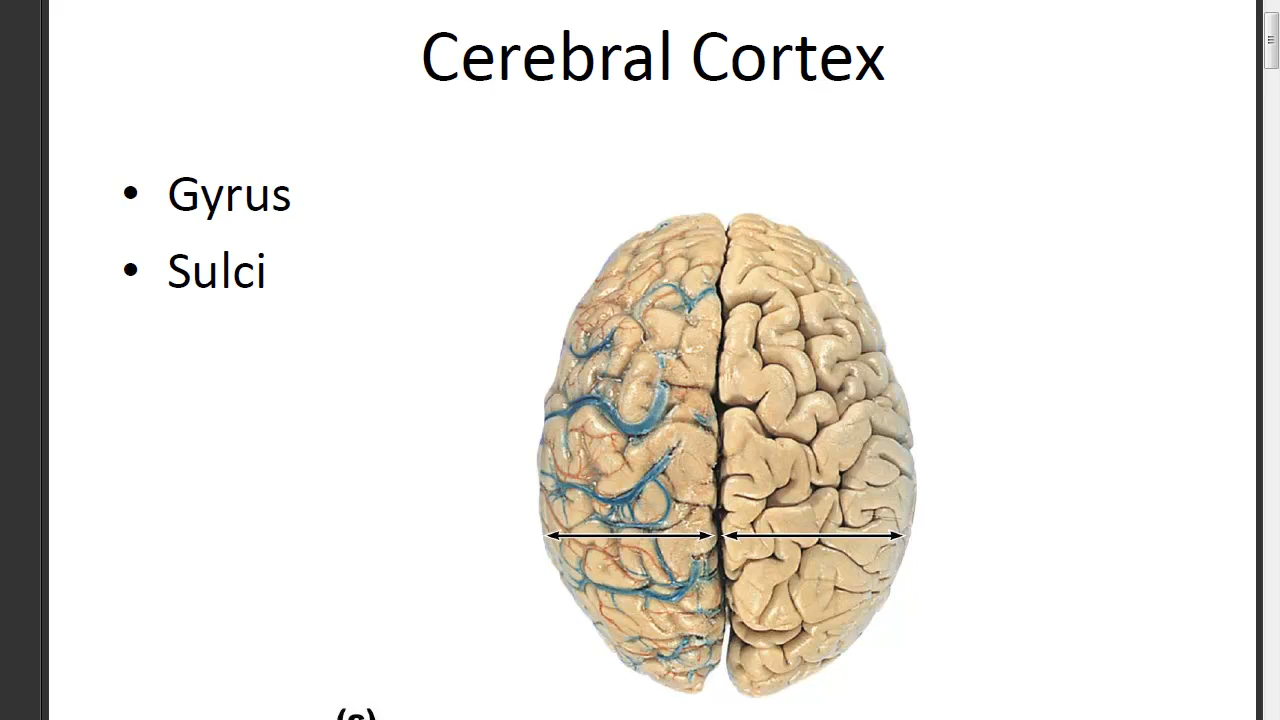 Cerebral Cortex
• Gyrus
• Sulci